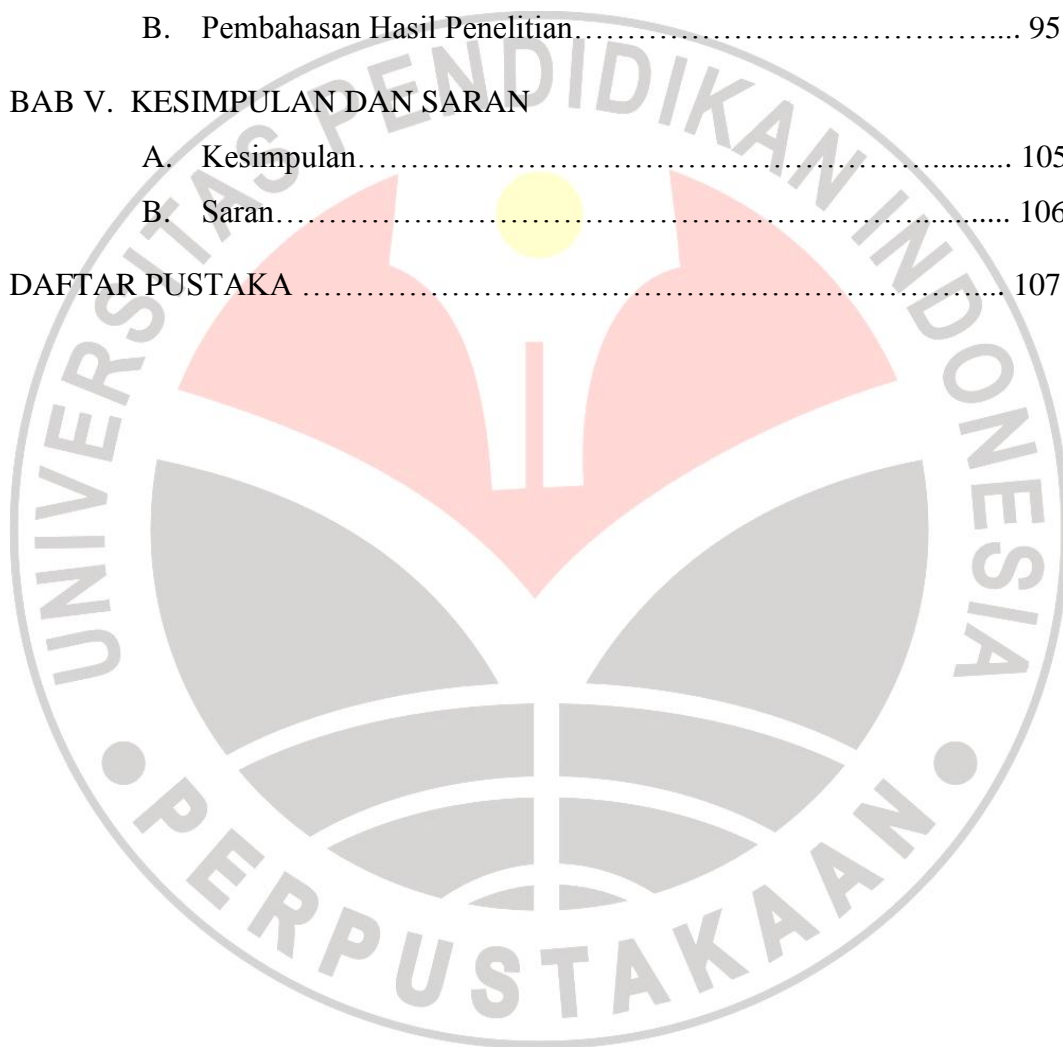 B. Pembahasan Hasil Penelitian…………………………………... 95
BAB V. KESIMPULAN DAN SARAN
A. Kesimpulan………………………………………………........... 105
B. Saran……………………………………………………….......... 106
DAFTAR PUSTAKA …………………………………………………………. 107
UNIVERSITAS PENDIDIKAN INDONESIA
• PERPUSTAKAAN •